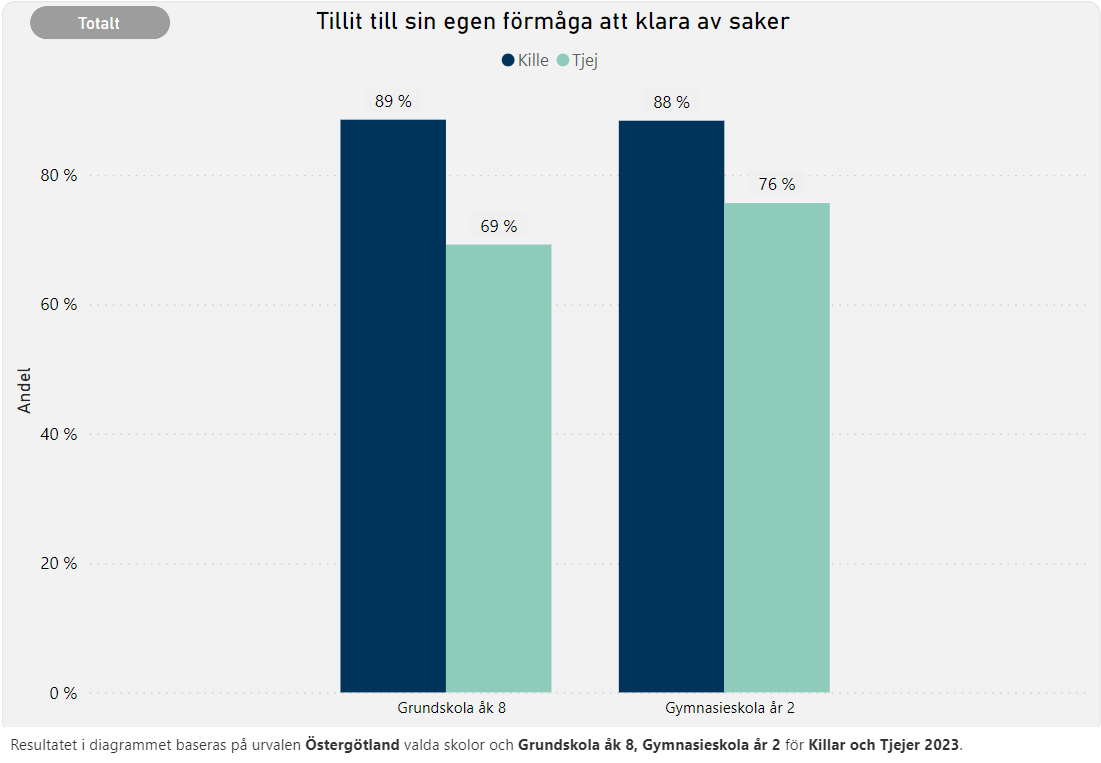 Totalt
Tillit till sin egen förmåga att klara av saker
Kille Tjej
89 %
88 %
80 %
76 %
69 %
60 %
Andel
40 %
20 %
0 %
Grundskola åk 8
Gymnasieskola år 2
Resultatet i diagrammet baseras på urvalen Östergötland valda skolor och Grundskola åk 8, Gymnasieskola år 2 för Killar och Tjejer 2023.